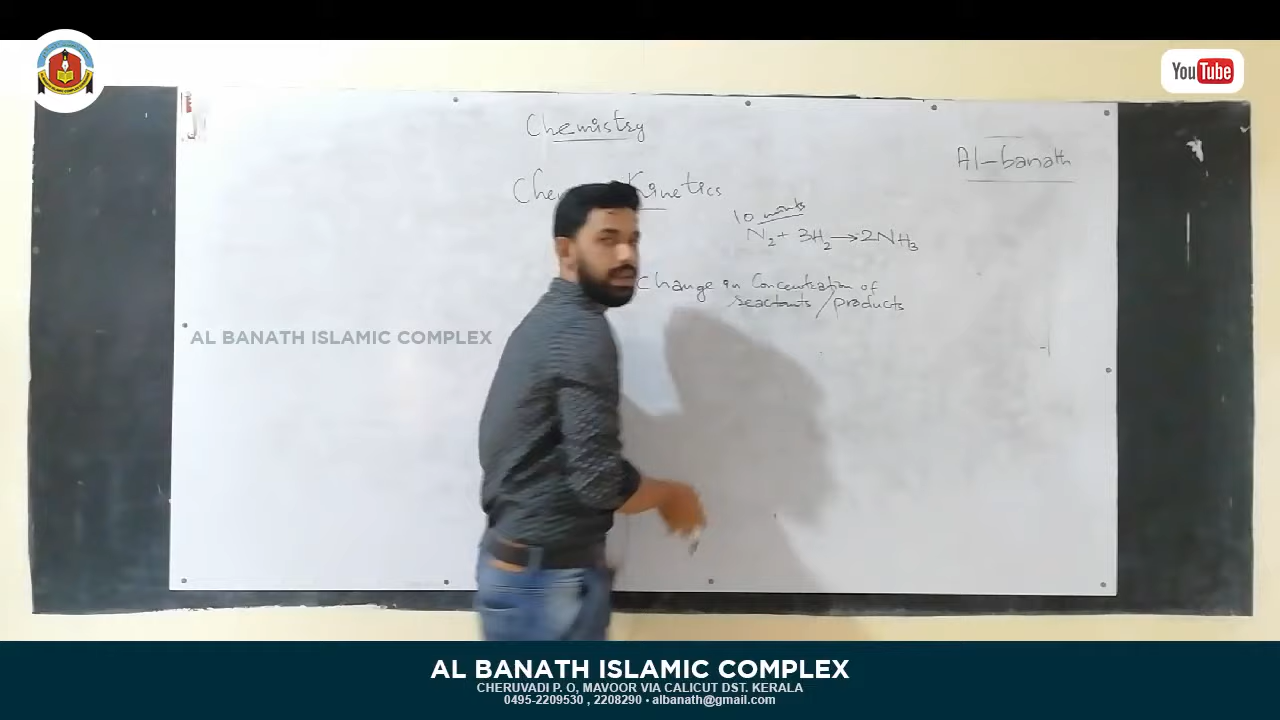 YouTube
Chemistry
Al-banath
Kinetics
10
N2 + 3H2 → 2NH3
Change in Concentration of
reactants / products
AL BANATH ISLAMIC COMPLEX
AL BANATH ISLAMIC COMPLEX
CHERUVADI P. O, MAVOOR VIA CALICUT DST. KERALA
0495-2209530 , 2208290 • albanath@gmail.com